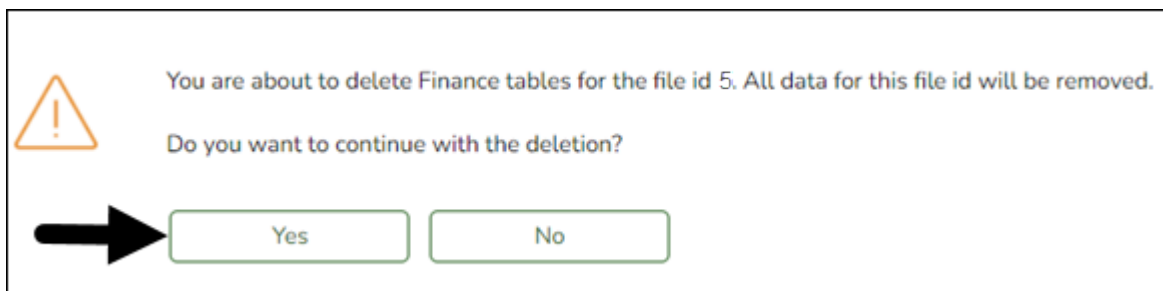 You are about to delete Finance tables for the file id 5. All data for this file id will be removed.
Do you want to continue with the deletion?
Yes No